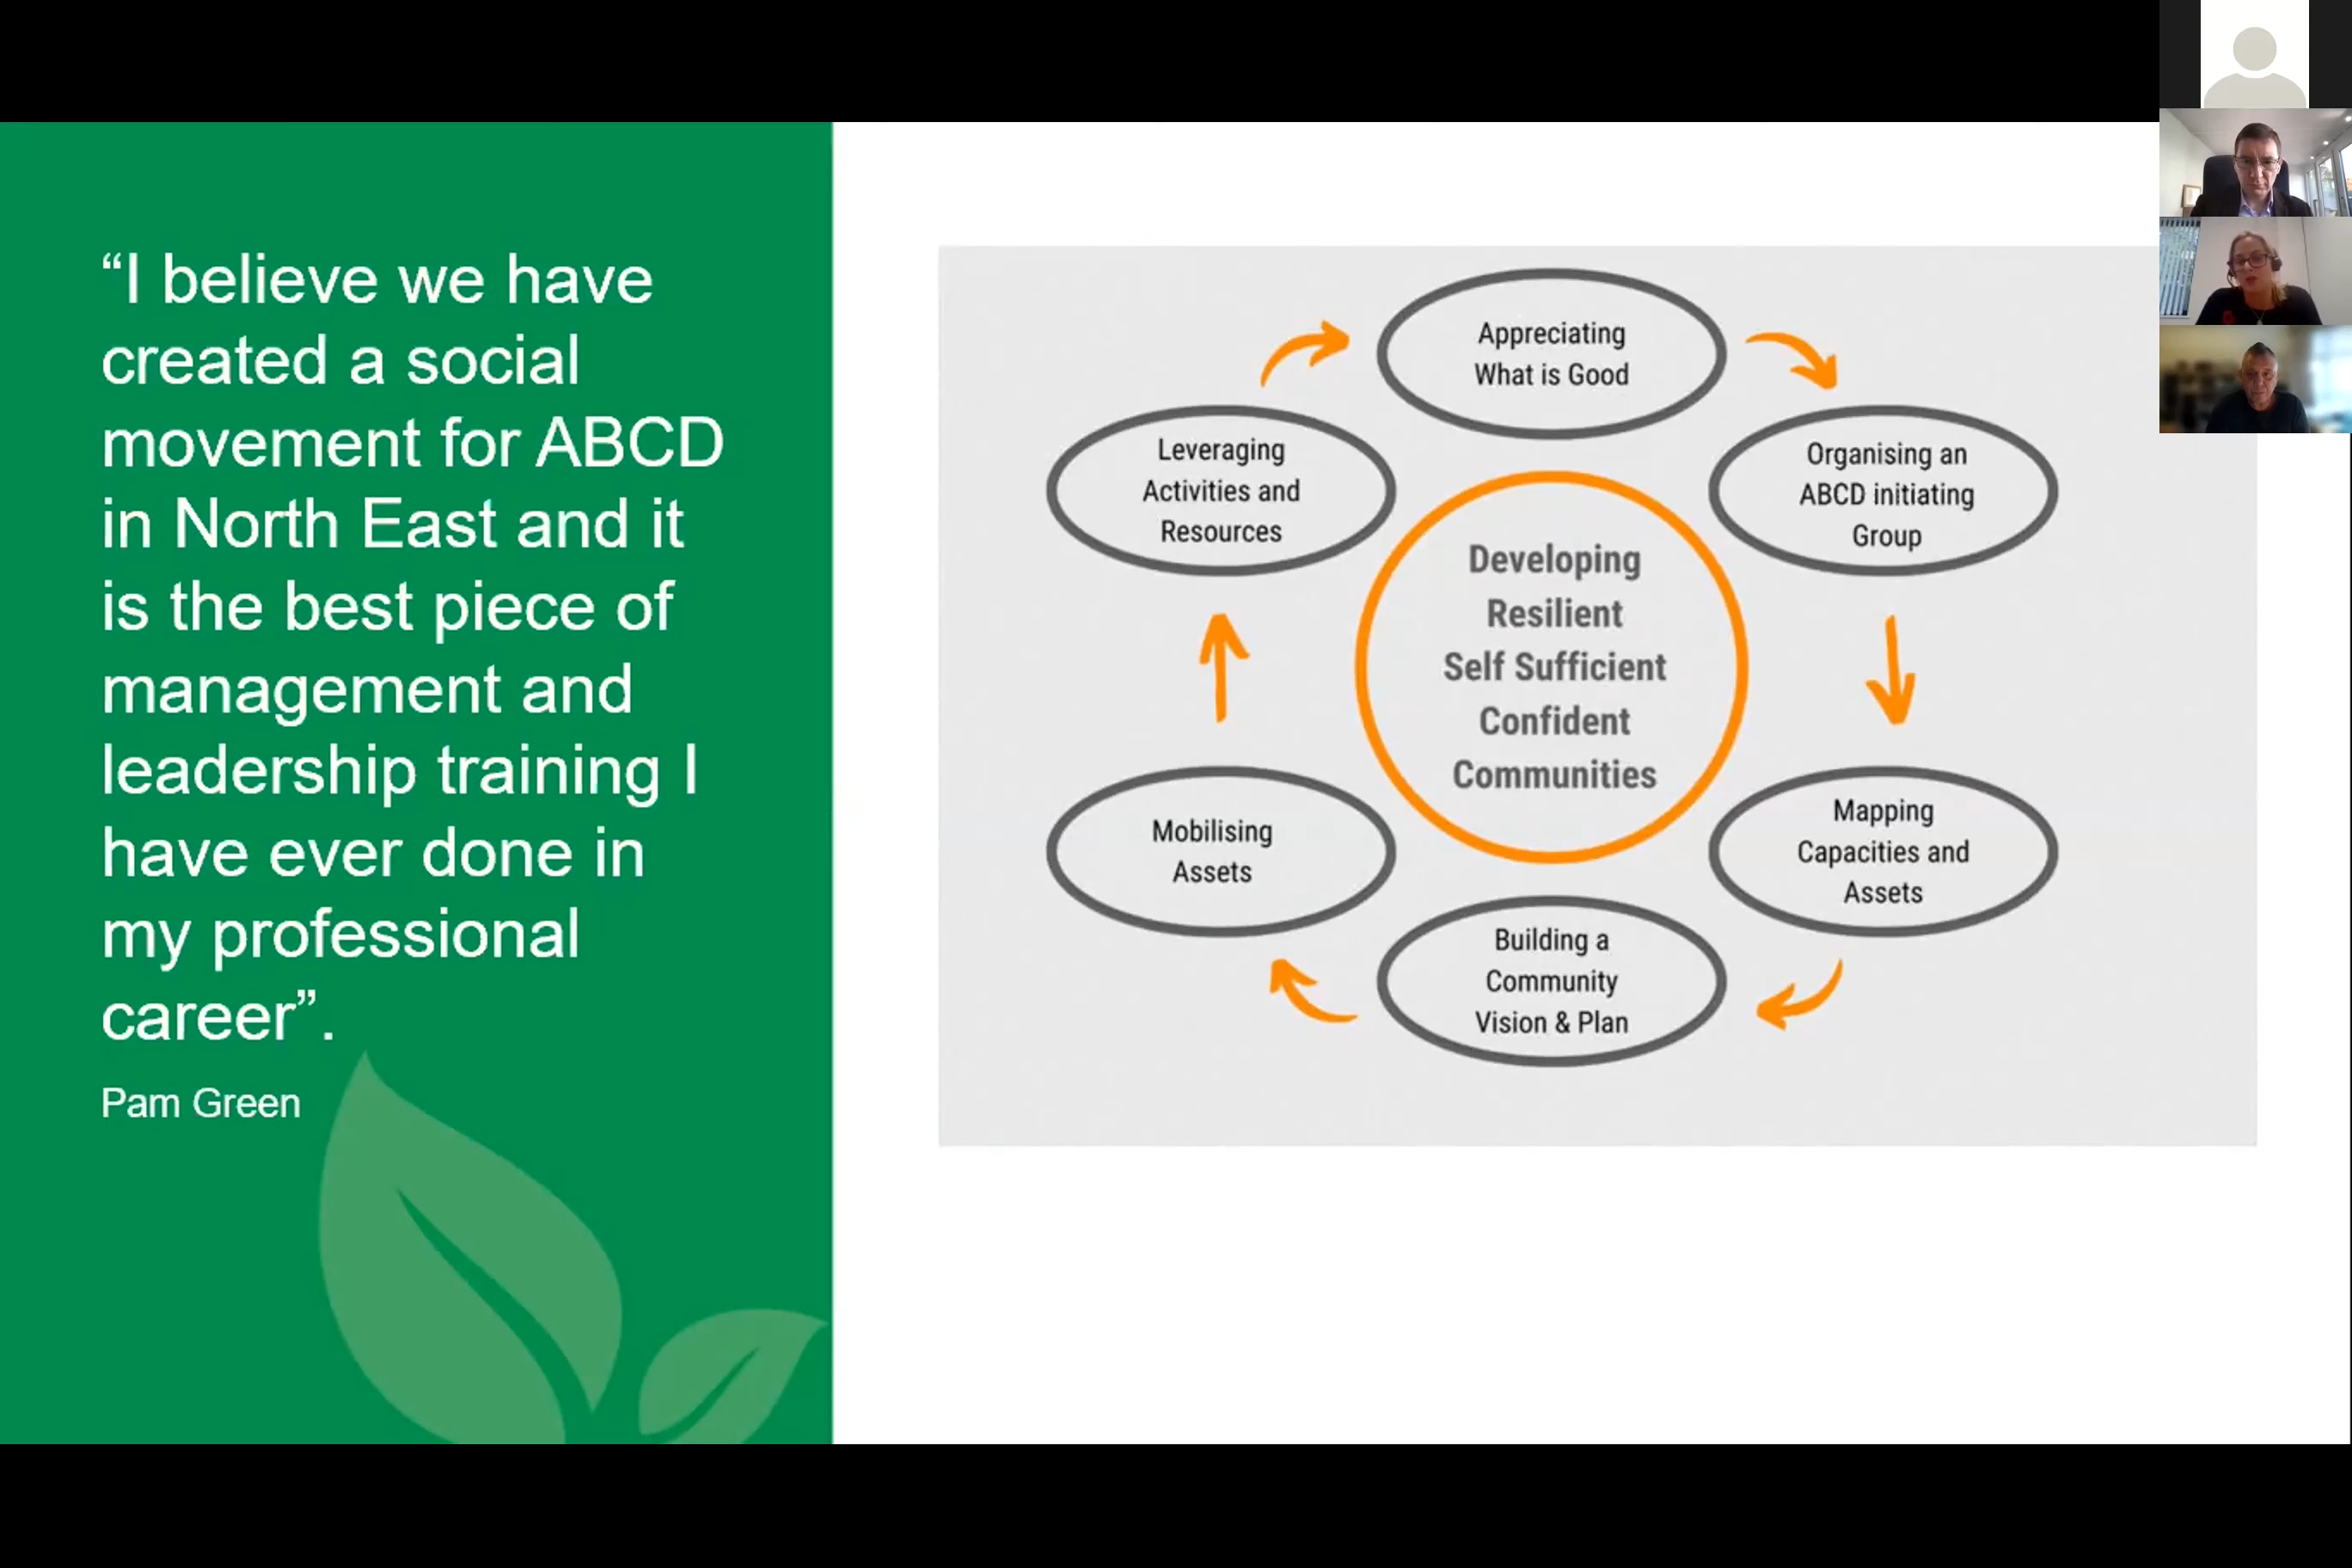 “I believe we have
created a social
movement for ABCD
in North East and it
is the best piece of
management and
leadership training I
have ever done in
my professional
career”.
Pam Green
Appreciating
What is Good
Organising an
ABCD initiating
Group
Mapping
Capacities and
Assets
Building a
Community
Vision & Plan
Mobilising
Assets
Leveraging
Activities and
Resources
Developing
Resilient
Self Sufficient
Confident
Communities